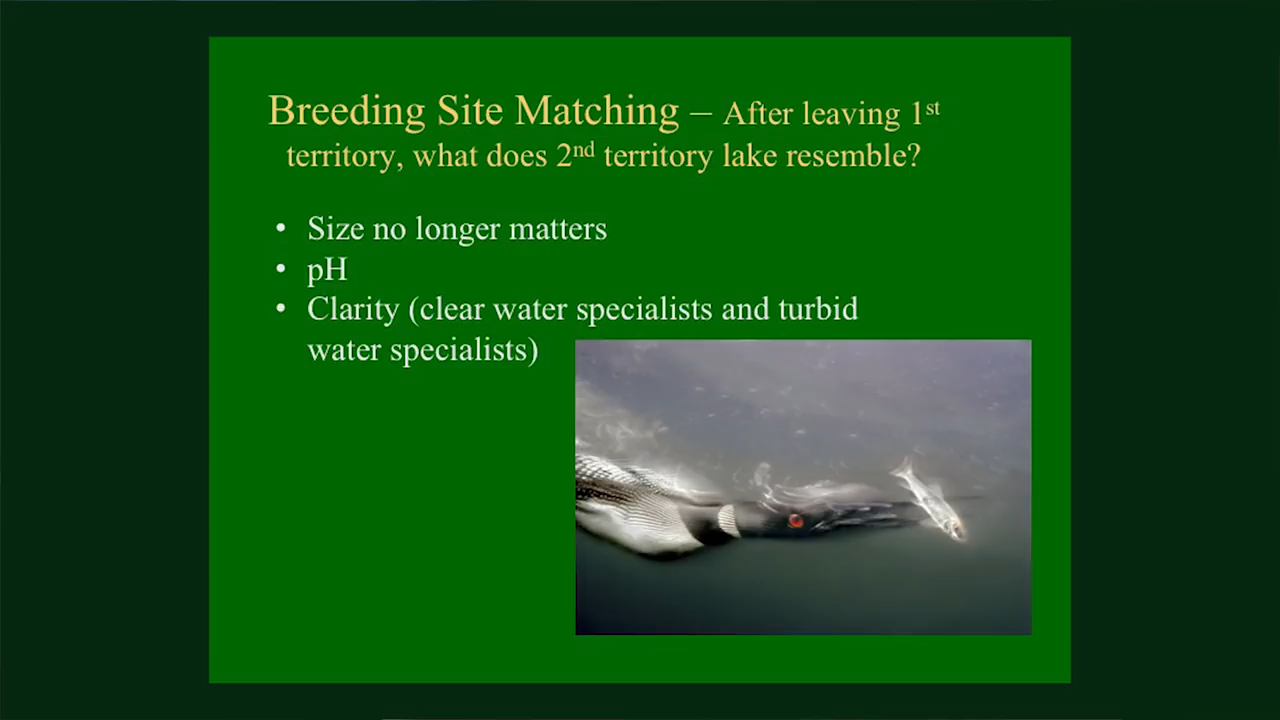 Breeding Site Matching – After leaving 1st
territory, what does 2nd territory lake resemble?
• Size no longer matters
• pH
• Clarity (clear water specialists and turbid
water specialists)